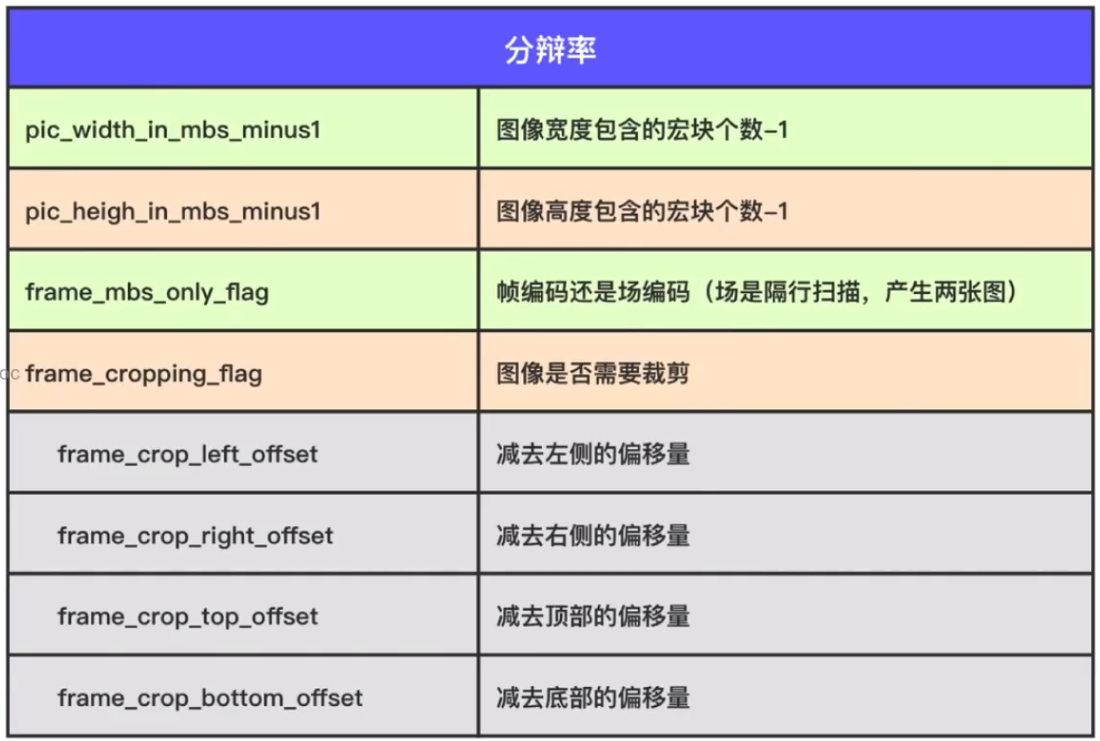 分辩率
pic_width_in_mbs_minus1 图像宽度包含的宏块个数-1
pic_heigh_in_mbs_minus1 图像高度包含的宏块个数-1
frame_mbs_only_flag 帧编码还是场编码（场是隔行扫描，产生两张图）
oc frame_cropping_flag 图像是否需要裁剪
frame_crop_left_offset 减去左侧的偏移量
frame_crop_right_offset 减去右侧的偏移量
frame_crop_top_offset 减去顶部的偏移量
frame_crop_bottom_offset 减去底部的偏移量